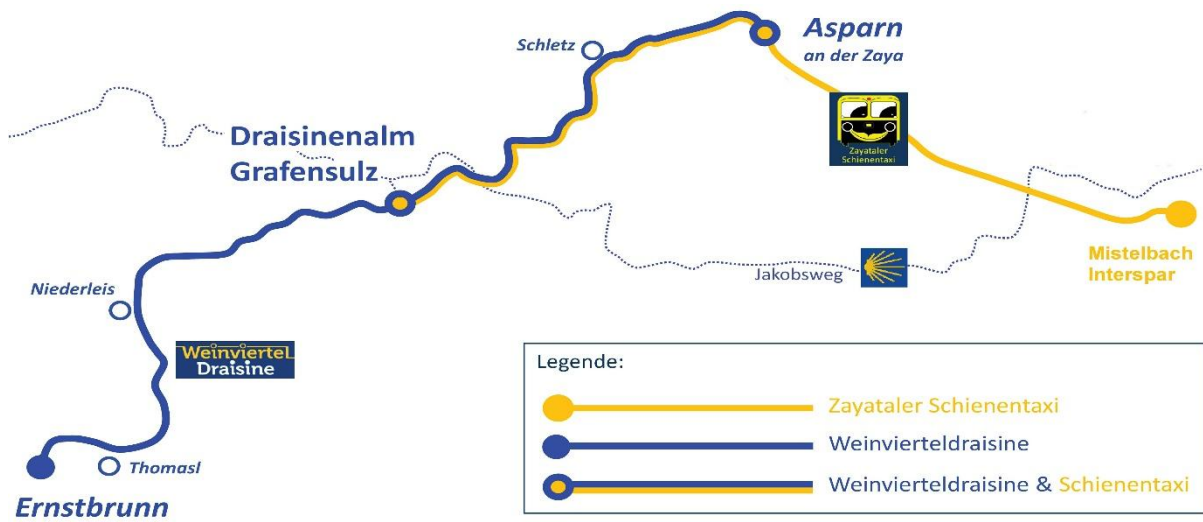 Asparn
an der Zaya
Schletz
Zayataler
Schienentaxi
Draisinenalm
Grafensulz
Mistelbach
Interspar
Jakobsweg
Niederleis
Weinviertel
Draisine
Thomasl
Ernstbrunn
Legende:
Zayataler Schienentaxi
Weinvierteldraisine
Weinvierteldraisine & Schienentaxi